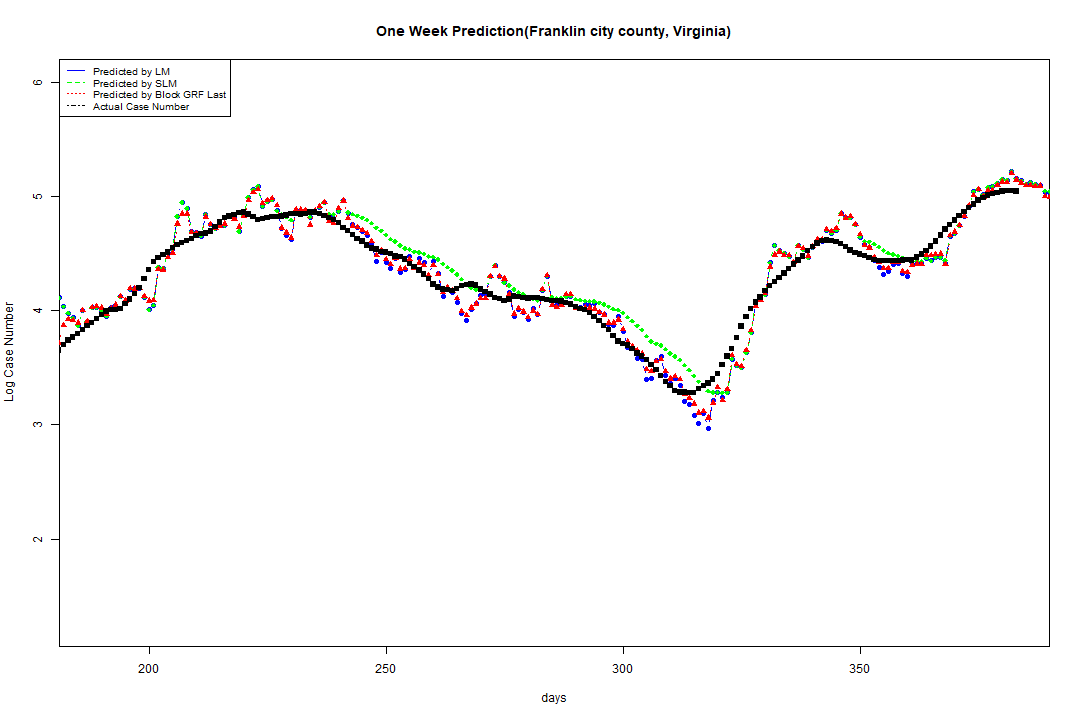 One Week Prediction(Franklin city county, Virginia)
Predicted by LM
Predicted by SLM
Predicted by Block GRF Last
Actual Case Number
6
5
4
3
2
Log Case Number
200 250 300 350
days